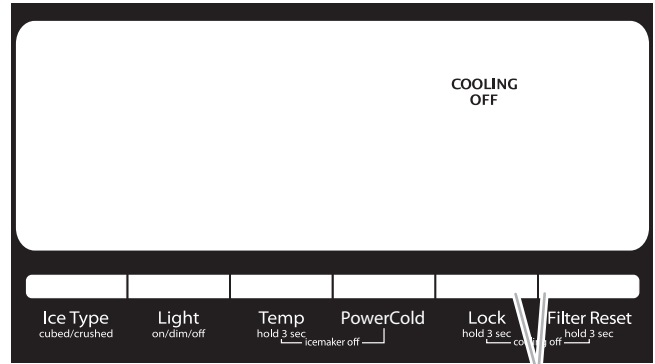 COOLING
OFF
Ice Type Light Temp PowerCold Lock Filter Reset
cubed/crushed on/dim/off hold 3 sec hold 3 sec hold 3 sec
icemaker off off